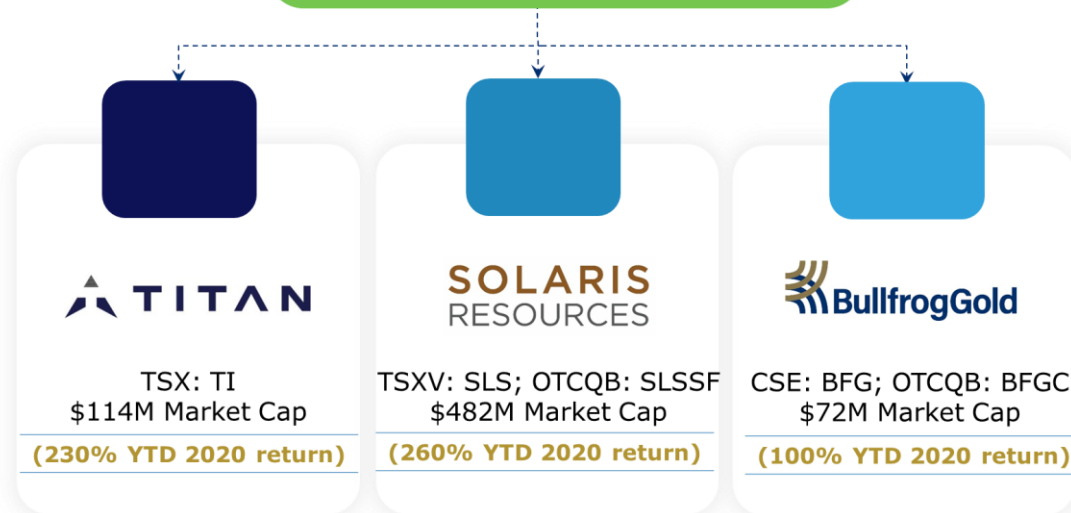 TITAN
TSX: TI
$114M Market Cap
(230% YTD 2020 return)
SOLARIS
RESOURCES
TSXV: SLS; OTCQB: SLSSF
$482M Market Cap
(260% YTD 2020 return)
BullfrogGold
CSE: BFG; OTCQB: BFGC
$72M Market Cap
(100% YTD 2020 return)